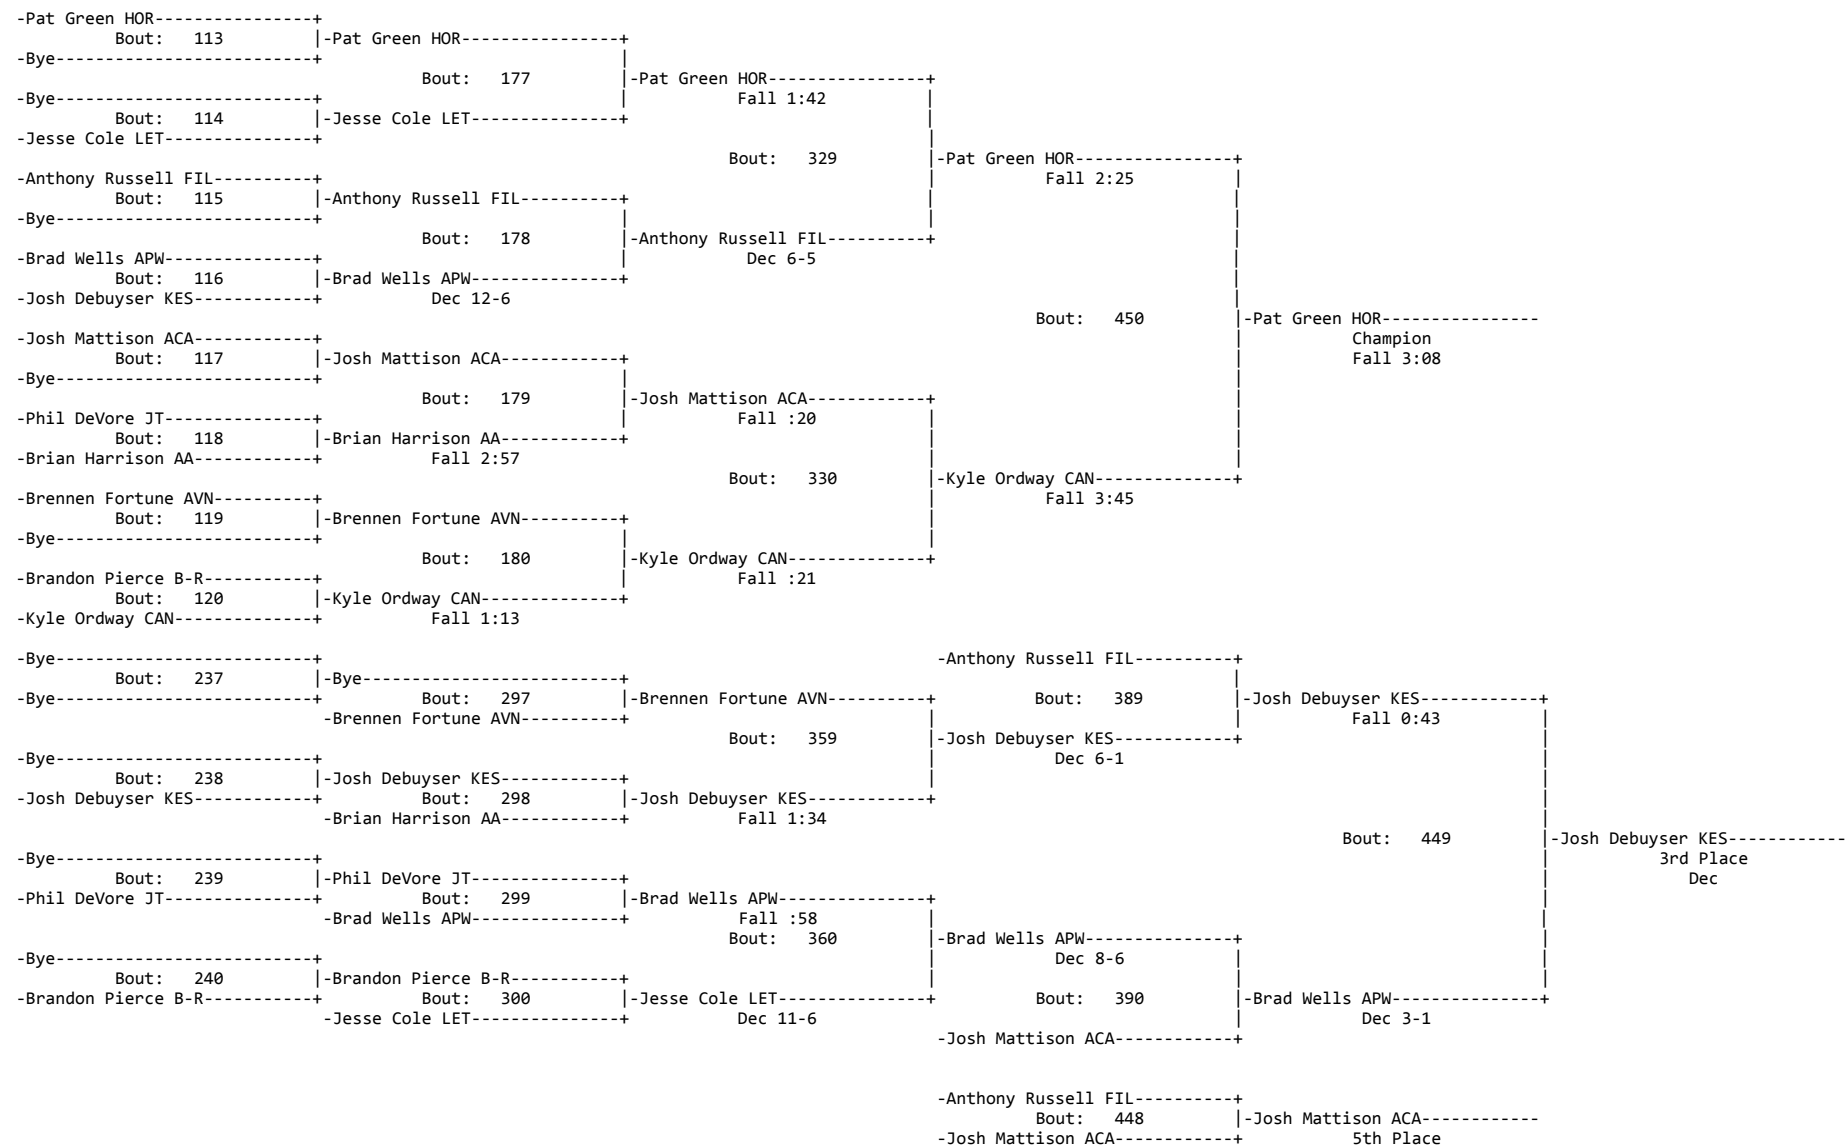 -Pat Green HOR----------------+
Bout: 113 |-Pat Green HOR----------------+
-Bye--------------------------+ |
Bout: 177 |-Pat Green HOR----------------+
-Bye--------------------------+ | Fall 1:42 |
Bout: 114 |-Jesse Cole LET---------------+ |
-Jesse Cole LET---------------+ |
Bout: 329 |-Pat Green HOR----------------+
-Anthony Russell FIL----------+ | Fall 2:25 |
Bout: 115 |-Anthony Russell FIL----------+ | |
-Bye--------------------------+ | | |
Bout: 178 |-Anthony Russell FIL----------+ |
-Brad Wells APW---------------+ | Dec 6-5 |
Bout: 116 |-Brad Wells APW---------------+ |
-Josh Debuyser KES------------+ Dec 12-6 |
Bout: 450 |-Pat Green HOR----------------
-Josh Mattison ACA------------+ | Champion
Bout: 117 |-Josh Mattison ACA------------+ | Fall 3:08
-Bye--------------------------+ | |
Bout: 179 |-Josh Mattison ACA------------+ |
-Phil DeVore JT---------------+ | Fall :20 | |
Bout: 118 |-Brian Harrison AA------------+ | |
-Brian Harrison AA------------+ Fall 2:57 | |
Bout: 330 |-Kyle Ordway CAN--------------+
-Brennen Fortune AVN----------+ | Fall 3:45
Bout: 119 |-Brennen Fortune AVN----------+ |
-Bye--------------------------+ | |
Bout: 180 |-Kyle Ordway CAN--------------+
-Brandon Pierce B-R-----------+ | Fall :21
Bout: 120 |-Kyle Ordway CAN--------------+
-Kyle Ordway CAN--------------+ Fall 1:13
-Bye--------------------------+ -Anthony Russell FIL----------+
Bout: 237 |-Bye--------------------------+ |
-Bye--------------------------+ Bout: 297 |-Brennen Fortune AVN----------+ Bout: 389 |-Josh Debuyser KES------------+
-Brennen Fortune AVN----------+ | | Fall 0:43 |
Bout: 359 |-Josh Debuyser KES------------+ |
-Bye--------------------------+ | Dec 6-1 |
Bout: 238 |-Josh Debuyser KES------------+ | |
-Josh Debuyser KES------------+ Bout: 298 |-Josh Debuyser KES------------+ |
-Brian Harrison AA------------+ Fall 1:34 |
Bout: 449 |-Josh Debuyser KES------------
-Bye--------------------------+ | 3rd Place
Bout: 239 |-Phil DeVore JT---------------+ | Dec
-Phil DeVore JT---------------+ Bout: 299 |-Brad Wells APW---------------+ |
-Brad Wells APW---------------+ Fall :58 | |
Bout: 360 |-Brad Wells APW---------------+ |
-Bye--------------------------+ | Dec 8-6 | |
Bout: 240 |-Brandon Pierce B-R-----------+ | | |
-Brandon Pierce B-R-----------+ Bout: 300 |-Jesse Cole LET---------------+ Bout: 390 |-Brad Wells APW---------------+
-Jesse Cole LET---------------+ Dec 11-6 | Dec 3-1
-Josh Mattison ACA------------+
-Anthony Russell FIL----------+
Bout: 448 |-Josh Mattison ACA------------
-Josh Mattison ACA------------+ 5th Place